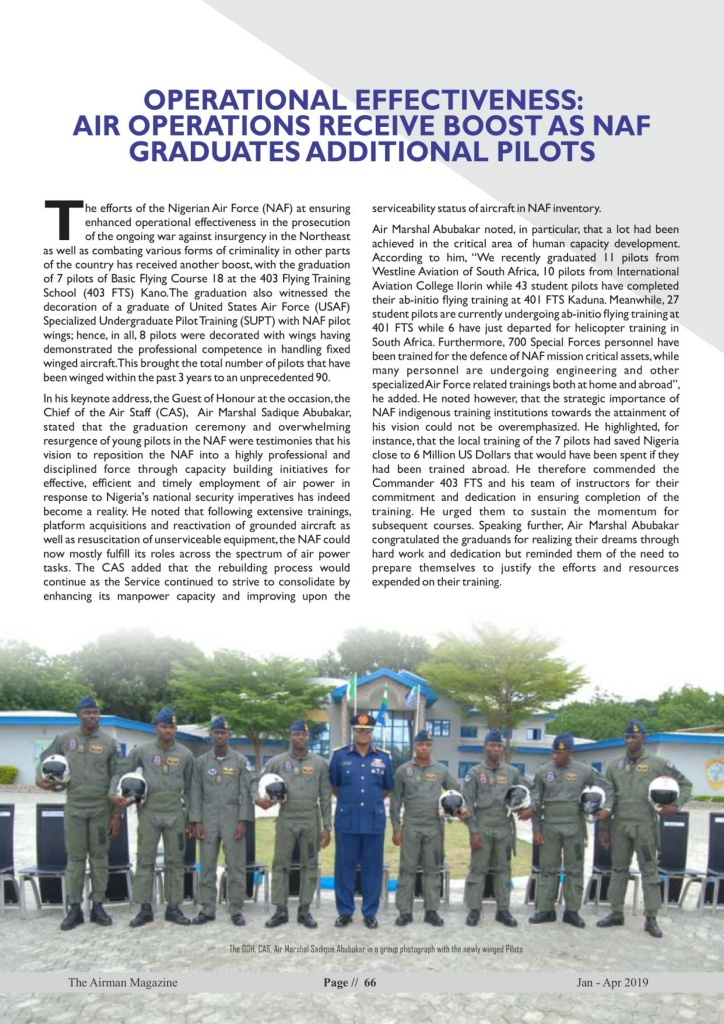 OPERATIONAL EFFECTIVENESS:
AIR OPERATIONS RECEIVE BOOST AS NAF
GRADUATES ADDITIONAL PILOTS
The efforts of the Nigerian Air Force (NAF) at ensuring
enhanced operational effectiveness in the prosecution
of the ongoing war against insurgency in the Northeast
as well as combating various forms of criminality in other parts
of the country has received another boost, with the graduation
of 7 pilots of Basic Flying Course 18 at the 403 Flying Training
School (403 FTS) Kano. The graduation also witnessed the
decoration of a graduate of United States Air Force (USAF)
Specialized Undergraduate Pilot Training (SUPT) with NAF pilot
wings; hence, in all, 8 pilots were decorated with wings having
demonstrated the professional competence in handling fixed
winged aircraft. This brought the total number of pilots that have
been winged within the past 3 years to an unprecedented 90.
In his keynote address, the Guest of Honour at the occasion, the
Chief of the Air Staff (CAS), Air Marshal Sadique Abubakar,
stated that the graduation ceremony and overwhelming
resurgence of young pilots in the NAF were testimonies that his
vision to reposition the NAF into a highly professional and
disciplined force through capacity building initiatives for
effective, efficient and timely employment of air power in
response to Nigeria's national security imperatives has indeed
become a reality. He noted that following extensive trainings,
platform acquisitions and reactivation of grounded aircraft as
well as resuscitation of unserviceable equipment, the NAF could
now mostly fulfill its roles across the spectrum of air power
tasks. The CAS added that the rebuilding process would
continue as the Service continued to strive to consolidate by
enhancing its manpower capacity and improving upon the
serviceability status of aircraft in NAF inventory.
Air Marshal Abubakar noted, in particular, that a lot had been
achieved in the critical area of human capacity development.
According to him, “We recently graduated 11 pilots from
Westline Aviation of South Africa, 10 pilots from International
Aviation College Ilorin while 43 student pilots have completed
their ab-initio flying training at 401 FTS Kaduna. Meanwhile, 27
student pilots are currently undergoing ab-initio flying training at
401 FTS while 6 have just departed for helicopter training in
South Africa. Furthermore, 700 Special Forces personnel have
been trained for the defence of NAF mission critical assets, while
many personnel are undergoing engineering and other
specialized Air Force related trainings both at home and abroad”,
he added. He noted however, that the strategic importance of
NAF indigenous training institutions towards the attainment of
his vision could not be overemphasized. He highlighted, for
instance, that the local training of the 7 pilots had saved Nigeria
close to 6 Million US Dollars that would have been spent if they
had been trained abroad. He therefore commended the
Commander 403 FTS and his team of instructors for their
commitment and dedication in ensuring completion of the
training. He urged them to sustain the momentum for
subsequent courses. Speaking further, Air Marshal Abubakar
congratulated the graduands for realizing their dreams through
hard work and dedication but reminded them of the need to
prepare themselves to justify the efforts and resources
expended on their training.
The GOH, CAS, Air Marshal Sadique Abubakar in a group photograph with the newly winged Pilots
The Airman Magazine
Page // 66
Jan - Apr 2019